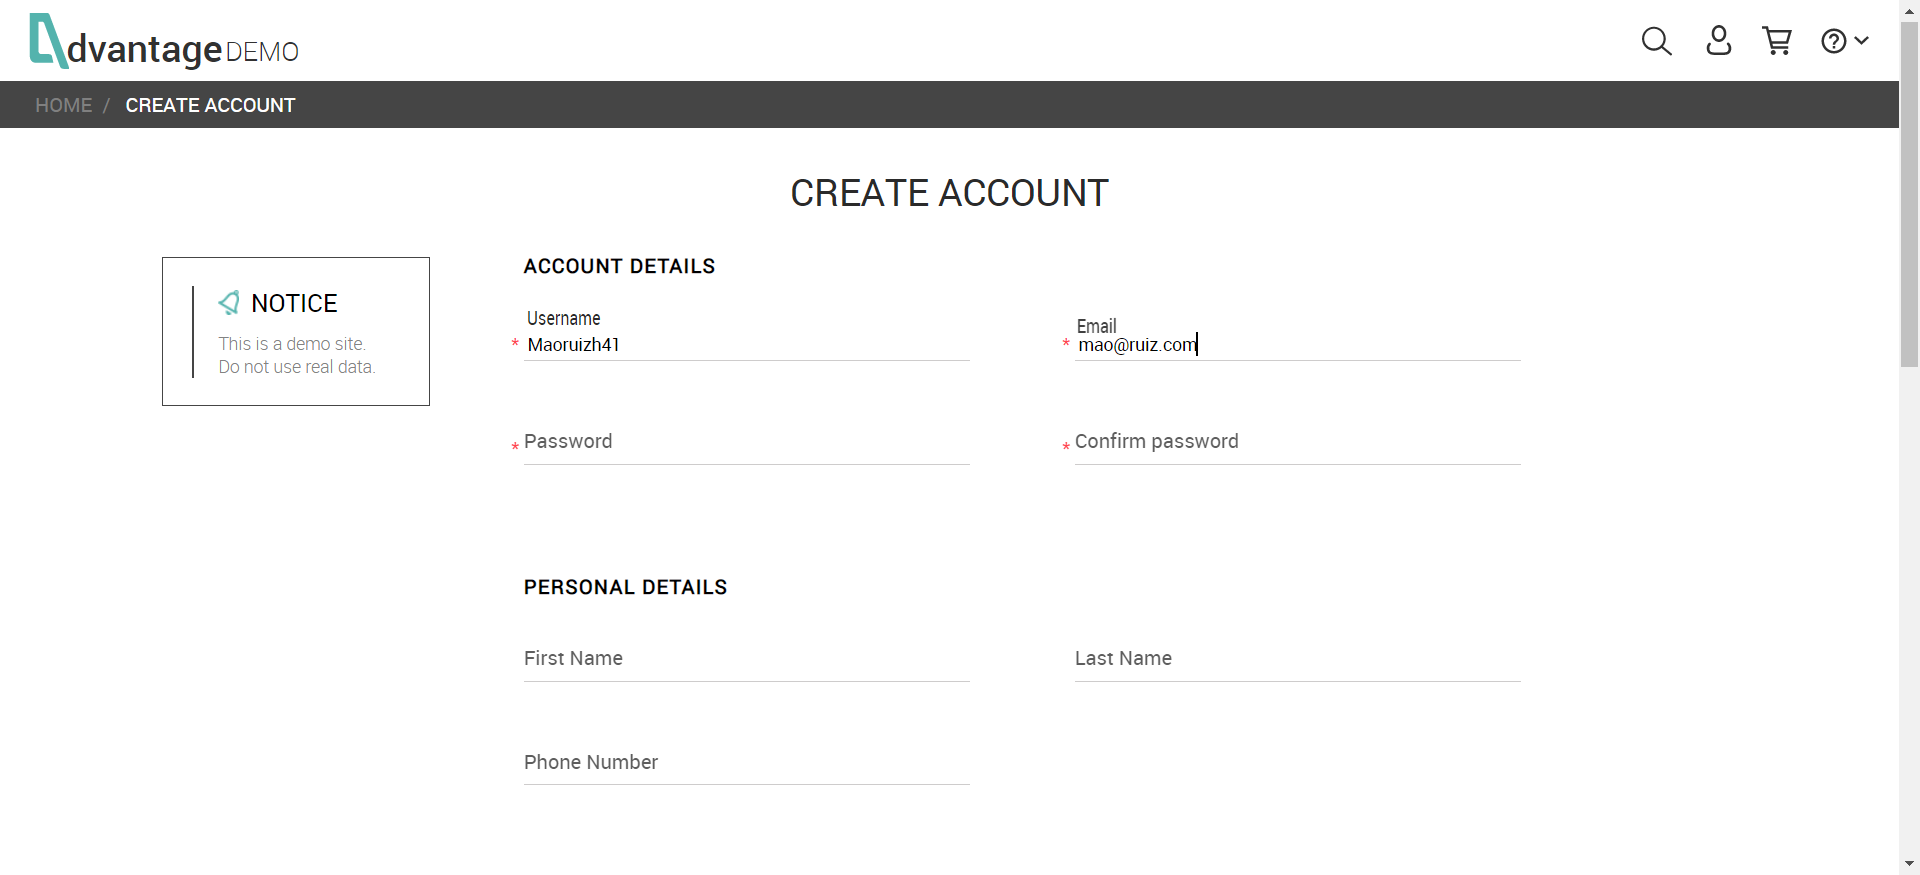 dvantage DEMO
HOME / CREATE ACCOUNT
CREATE ACCOUNT
NOTICE
This is a demo site.
Do not use real data.
ACCOUNT DETAILS
Username
* Maoruizh41
Email
* mao@ruiz.com
* Password
* Confirm password
PERSONAL DETAILS
First Name
Last Name
Phone Number